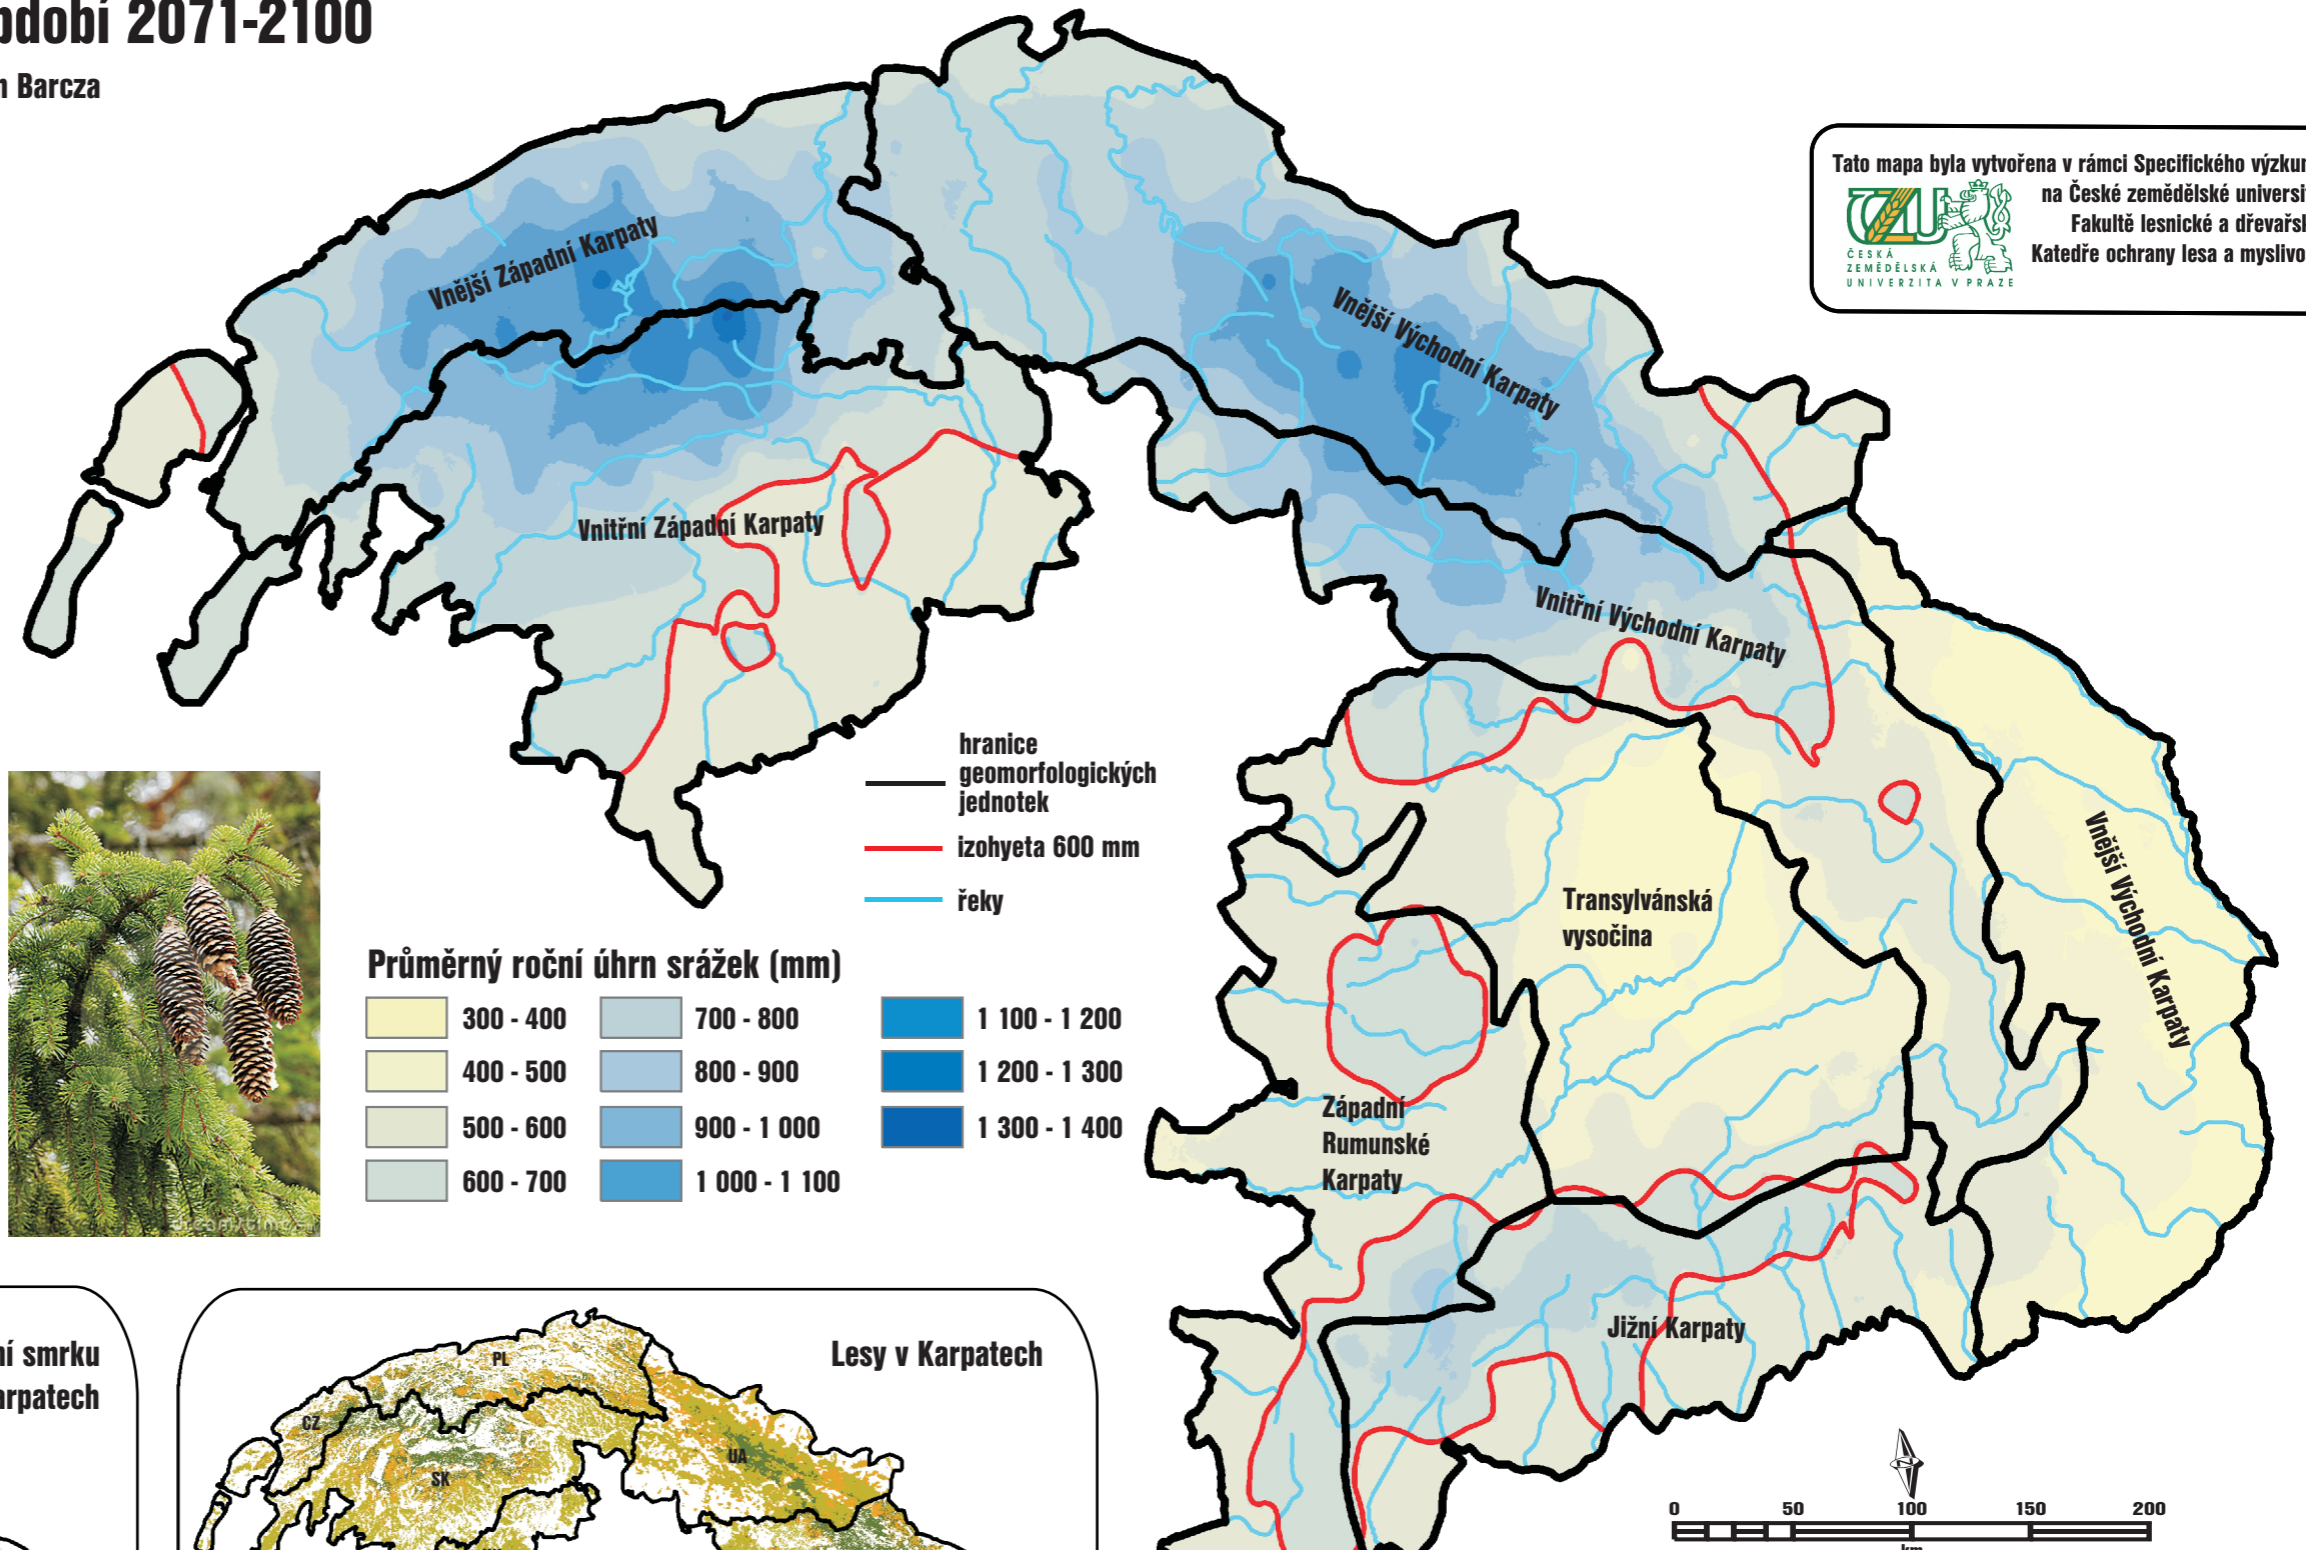 období 2071-2100
Barcza
Tato mapa byla vytvořena v rámci Specifického
na České zemědělské
Fakultě lesnické a
Katedře ochrany lesa a
ČZU
ČESKÁ
ZEMĚDĚLSKÁ
UNIVERZITA V PRAZE
Vnější Západní Karpaty
Vnější Východní Karpaty
Vnitřní Západní Karpaty
Vnitřní Východní Karpaty
hranice
geomorfologických
jednotek
izohyeta 600 mm
řeky
Vnější Východní Karpaty
Transylvánská
vysočina
Průměrný roční úhrn srážek (mm)
300 - 400
400 - 500
500 - 600
600 - 700
700 - 800
800 - 900
900 - 1 000
1 000 - 1 100
1 100 - 1 200
1 200 - 1 300
1 300 - 1 400
Západní
Rumunské
Karpaty
Jižní Karpaty
smrku
Lesy v Karpatech
PL
CZ
SK
UA
N
0 50 100 150 200
km